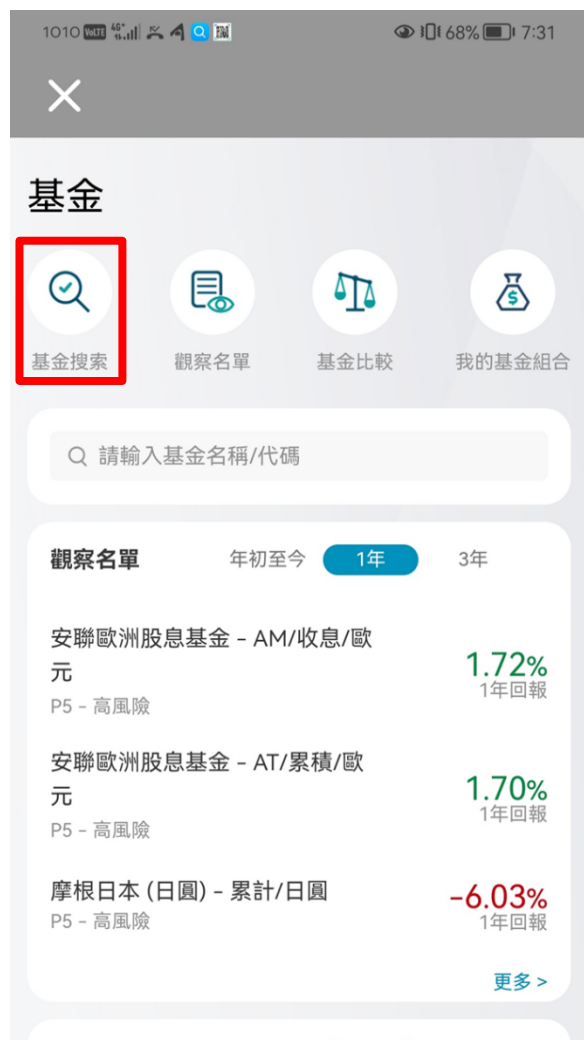 1010 VoLTE 4G+ 68% 7:31
基金
基金搜索 觀察名單 基金比較 我的基金組合
請輸入基金名稱/代碼
觀察名單 年初至今 1年 3年
安聯歐洲股息基金 – AM/收息/歐
元
1.72%
P5 – 高風險
1年回報
安聯歐洲股息基金 – AT/累積/歐
元
1.70%
P5 – 高風險
1年回報
摩根日本 (日圓) – 累計/日圓
-6.03%
P5 – 高風險
1年回報
更多 >